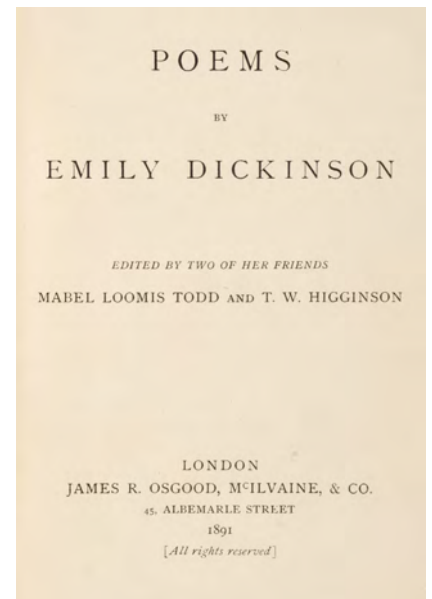 POEMS
BY
EMILY DICKINSON
EDITED BY TWO OF HER FRIENDS
MABEL LOOMIS TODD AND T. W. HIGGINSON
LONDON
JAMES R. OSGOOD, MCILVAINE, & CO.
45, ALBEMARLE STREET
1891
[All rights reserved]